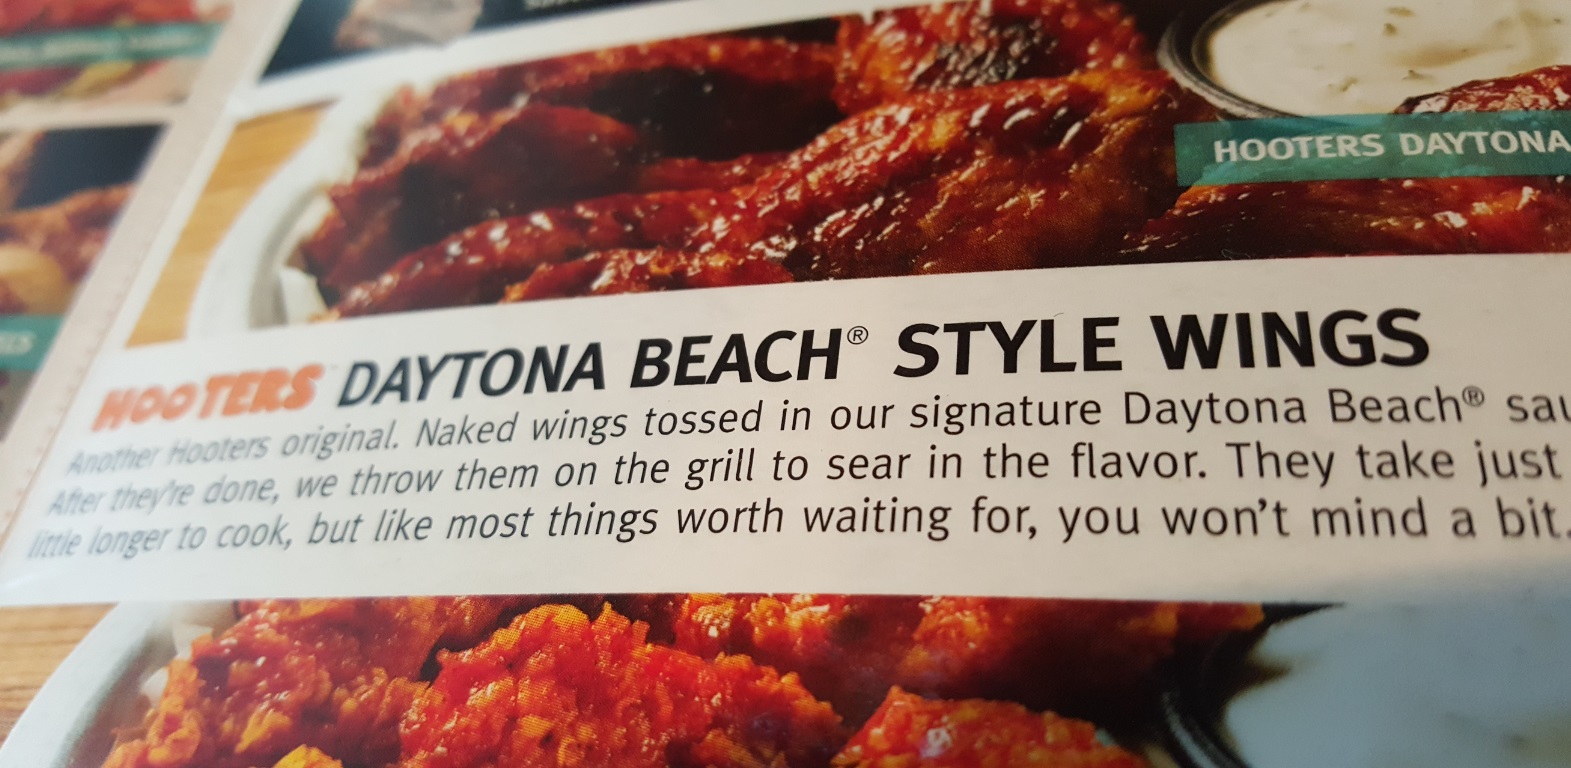 HOOTERS DAYTONA
HOOTERS DAYTONA BEACH® STYLE WINGS
Another Hooters original. Naked wings tossed in our signature Daytona Beach®
After they're done, we throw them on the grill to sear in the flavor. They take just
little longer to cook, but like most things worth waiting for, you won't mind a bit.